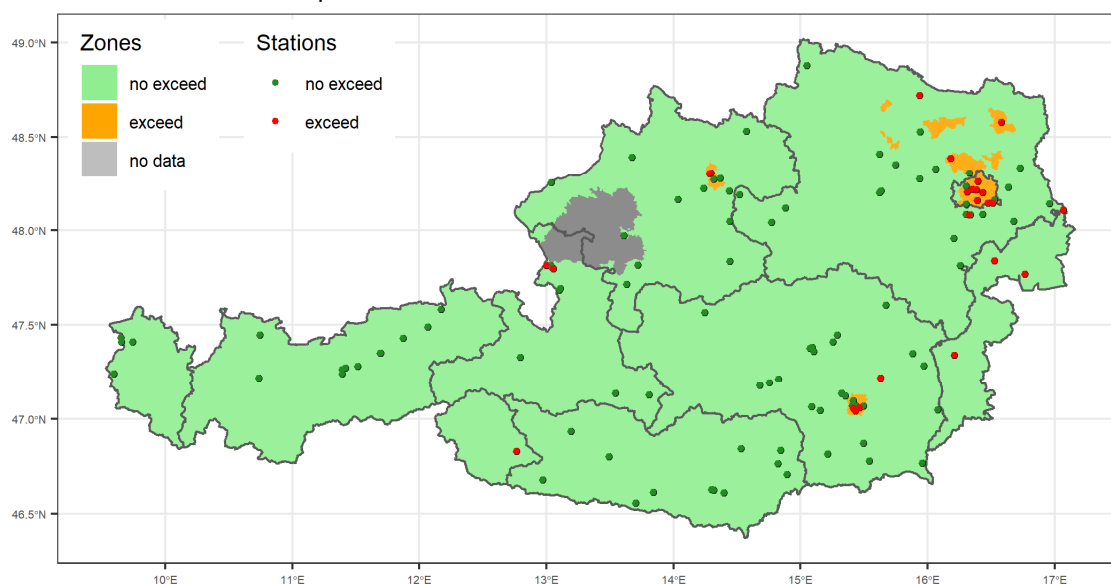 Zones
no exceed
exceed
no data
Stations
no exceed
exceed
49.0°N
48.5°N
48.0°N
47.5°N
47.0°N
46.5°N
10°E 11°E 12°E 13°E 14°E 15°E 16°E 17°E